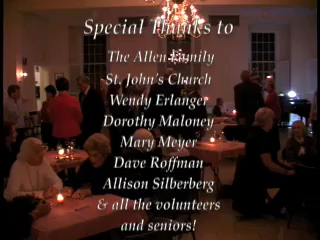 Special Thanks to
The Allen Family
St. John's Church
Wendy Erlanger
Dorothy Maloney
Mary Meyer
Dave Roffman
Allison Silberberg
& all the volunteers
and seniors!